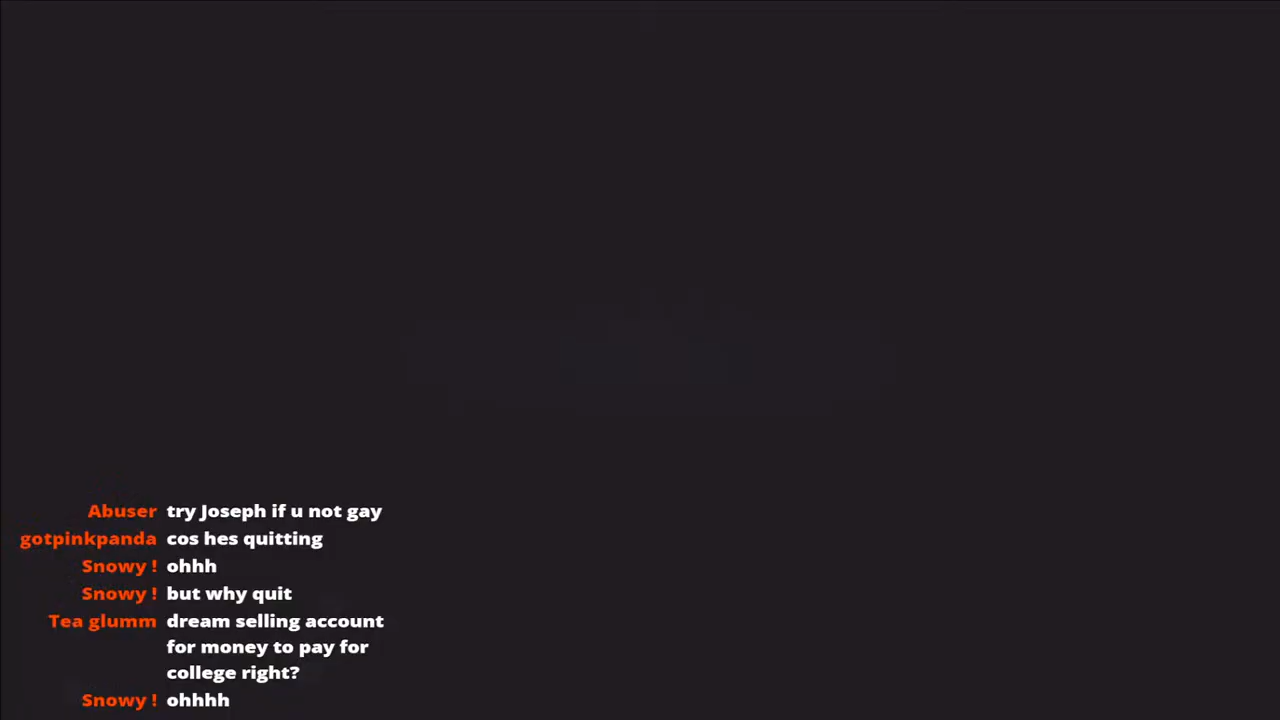 Abuser try Joseph if u not gay
gotpinkpanda cos hes quitting
Snowy ! ohhh
Snowy ! but why quit
Tea glumm dream selling account
for money to pay for
college right?
Snowy ! ohhhh